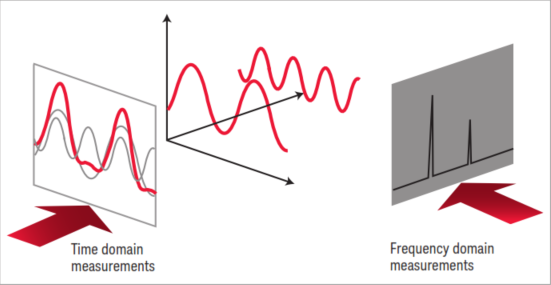 Time domain
measurements
Frequency domain
measurements